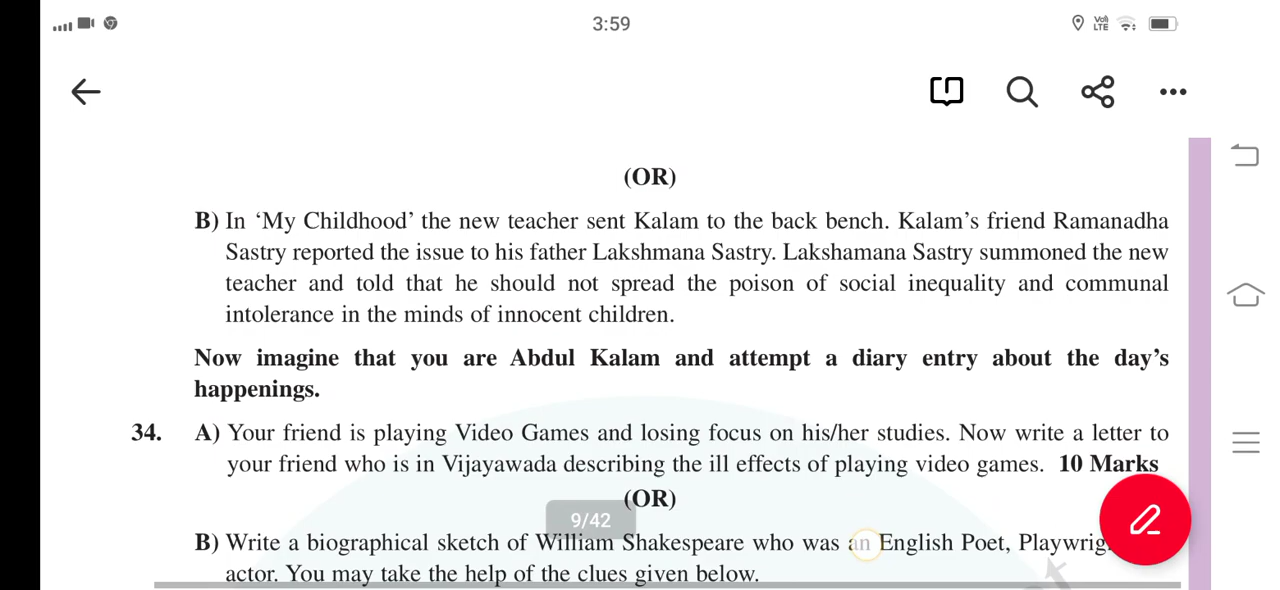 3:59
Vo) LTE
(OR)
B) In ‘My Childhood’ the new teacher sent Kalam to the back bench. Kalam’s friend Ramanadha
Sastry reported the issue to his father Lakshmana Sastry. Lakshamana Sastry summoned the new
teacher and told that he should not spread the poison of social inequality and communal
intolerance in the minds of innocent children.
Now imagine that you are Abdul Kalam and attempt a diary entry about the day’s
happenings.
34. A) Your friend is playing Video Games and losing focus on his/her studies. Now write a letter to
your friend who is in Vijayawada describing the ill effects of playing video games. 10 Marks
(OR)
9/42
B) Write a biographical sketch of William Shakespeare who was an English Poet, Playwrig
actor. You may take the help of the clues given below.